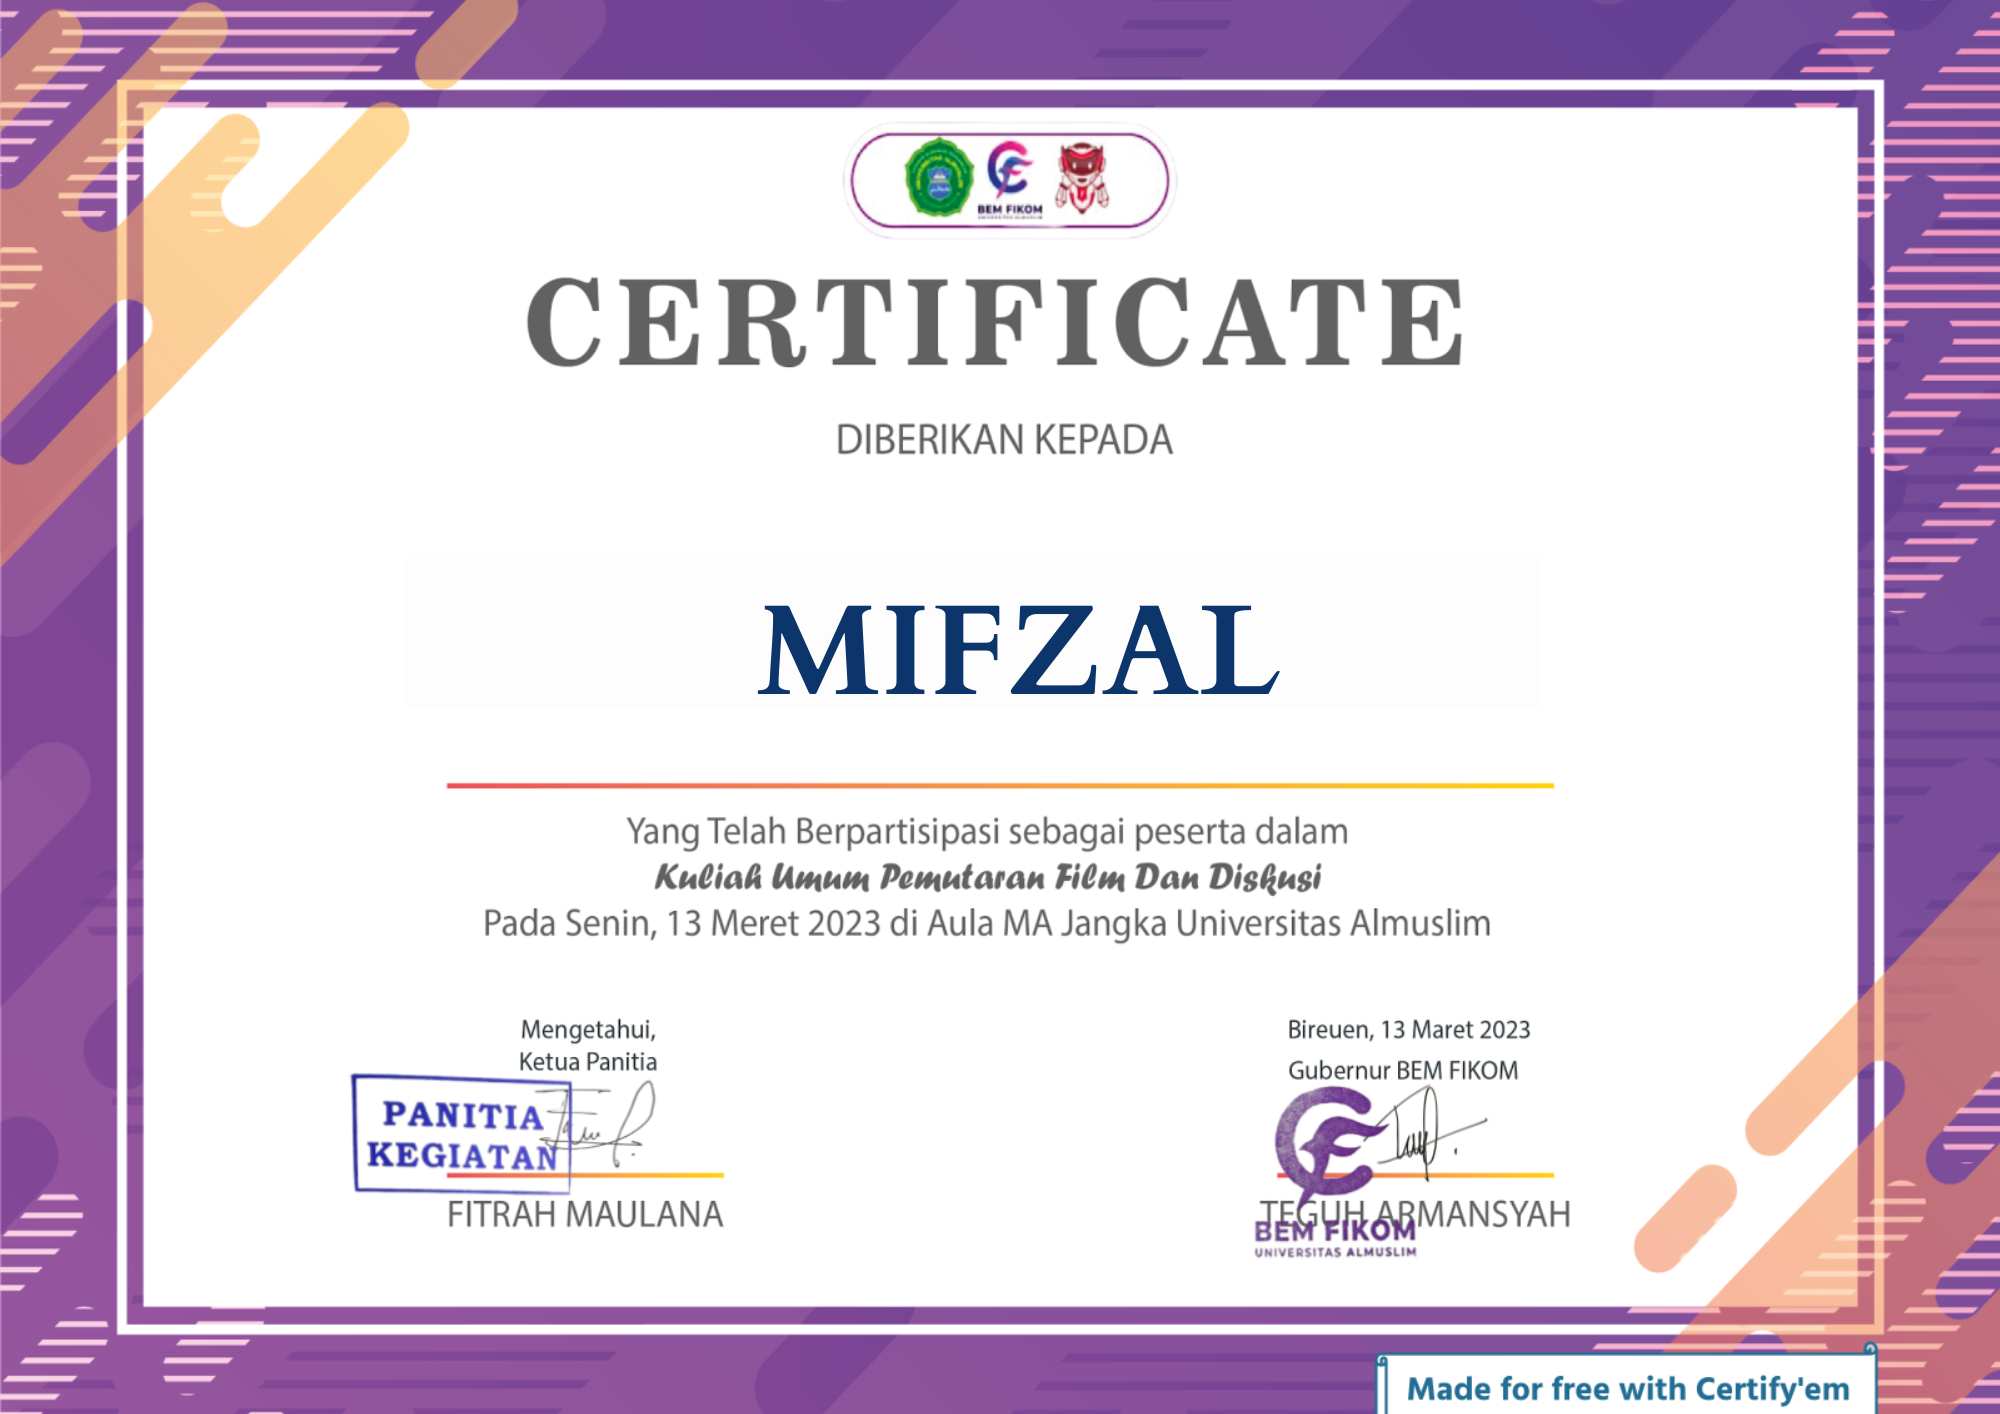 BEM FIKOM
UNIVERSITAS ALMUSLIM
CERTIFICATE
DIBERIKAN KEPADA
MIFZAL
Yang Telah Berpartisipasi sebagai peserta dalam
Kuliah Umum Pemutaran Film Dan Diskusi
Pada Senin, 13 Meret 2023 di Aula MA Jangka Universitas Almuslim
Mengetahui,
Ketua Panitia
PANITIA
KEGIATAN
FITRAH MAULANA
Bireuen, 13 Maret 2023
Gubernur BEM FIKOM
TEGUH ARMANSYAH
BEM FIKOM
UNIVERSITAS ALMUSLIM
Made for free with Certify'em